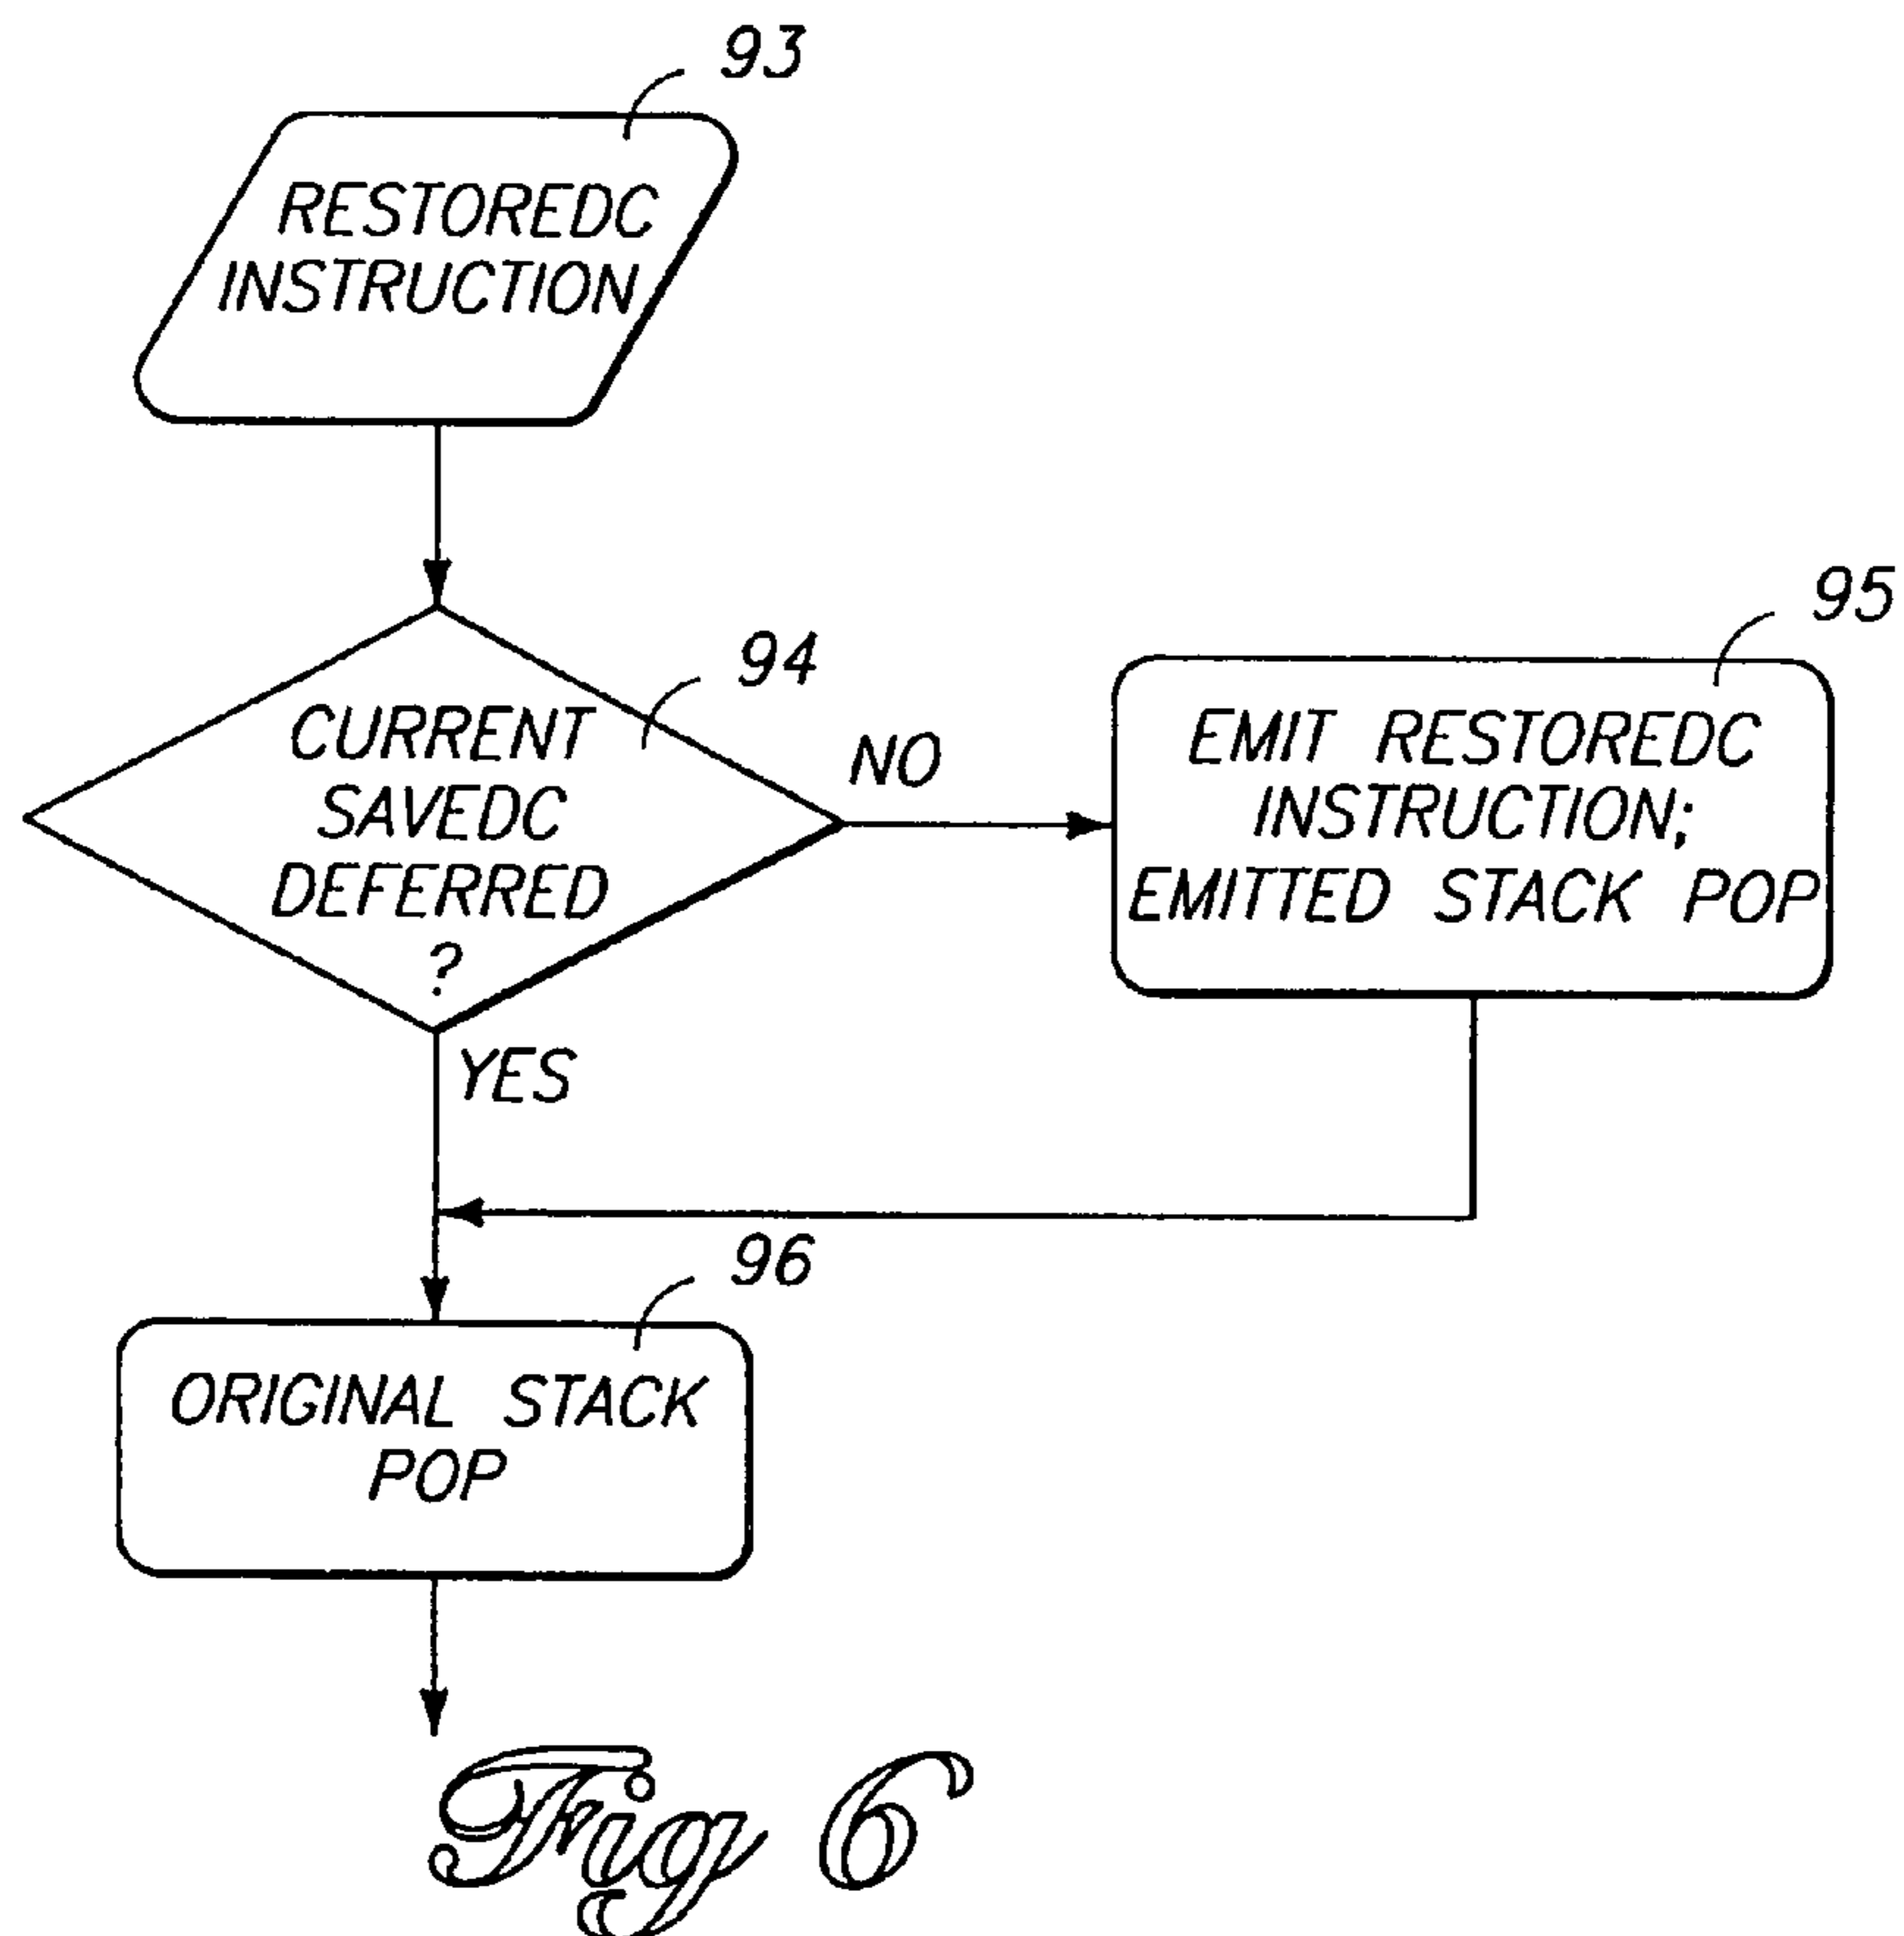 93
RESTOREDC
INSTRUCTION
94
CURRENT
SAVEDC
DEFERRED
?
NO
95
EMIT RESTOREDC
INSTRUCTION;
EMITTED STACK POP
YES
96
ORIGINAL STACK
POP
Fig 6